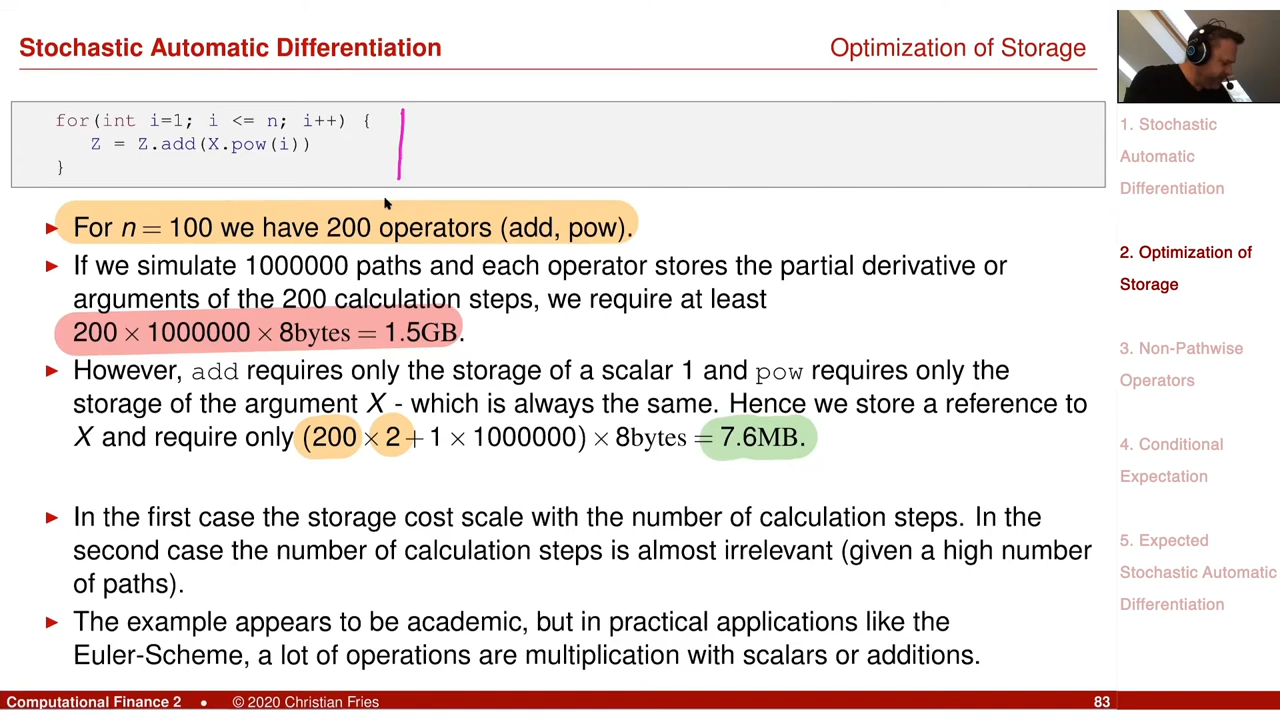 Stochastic Automatic Differentiation
Optimization of Storage
for(int i=1; i <= n; i++) {
Z = Z.add(X.pow(i))
}
► For n = 100 we have 200 operators (add, pow).
► If we simulate 1000000 paths and each operator stores the partial derivative or
arguments of the 200 calculation steps, we require at least
200 × 1000000 × 8bytes = 1.5GB.
► However, add requires only the storage of a scalar 1 and pow requires only the
storage of the argument X - which is always the same. Hence we store a reference to
X and require only (200 × 2 + 1 × 1000000) × 8bytes = 7.6MB.
► In the first case the storage cost scale with the number of calculation steps. In the
second case the number of calculation steps is almost irrelevant (given a high number
of paths).
► The example appears to be academic, but in practical applications like the
Euler-Scheme, a lot of operations are multiplication with scalars or additions.
1. Stochastic
Automatic
Differentiation
2. Optimization of
Storage
3. Non-Pathwise
Operators
4. Conditional
Expectation
5. Expected
Stochastic Automatic
Differentiation
Computational Finance 2 • © 2020 Christian Fries
83